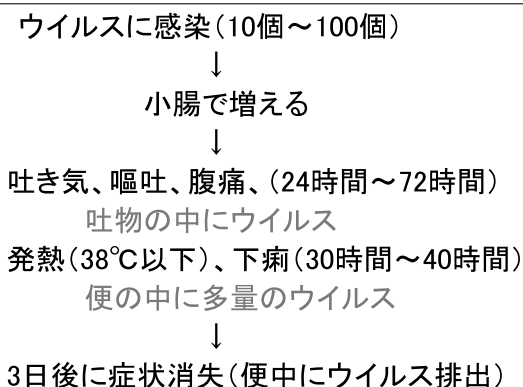 ウイルスに感染（10個～100個）
↓
小腸で増える
↓
吐き気、嘔吐、腹痛、（24時間～72時間）
吐物の中にウイルス
発熱（38℃以下）、下痢（30時間～40時間）
便の中に多量のウイルス
↓
3日後に症状消失（便中にウイルス排出）